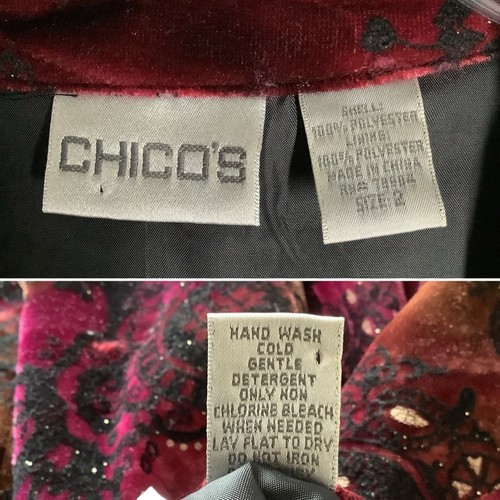 CHICO'S
SHELL:
100% POLYESTER
LINING:
100% POLYESTER
MADE IN CHINA
RN# 79984
SIZE: 2
HAND WASH
COLD
GENTLE
DETERGENT
ONLY NON
CHLORINE BLEACH
WHEN NEEDED
LAY FLAT TO DRY
DO NOT IRON